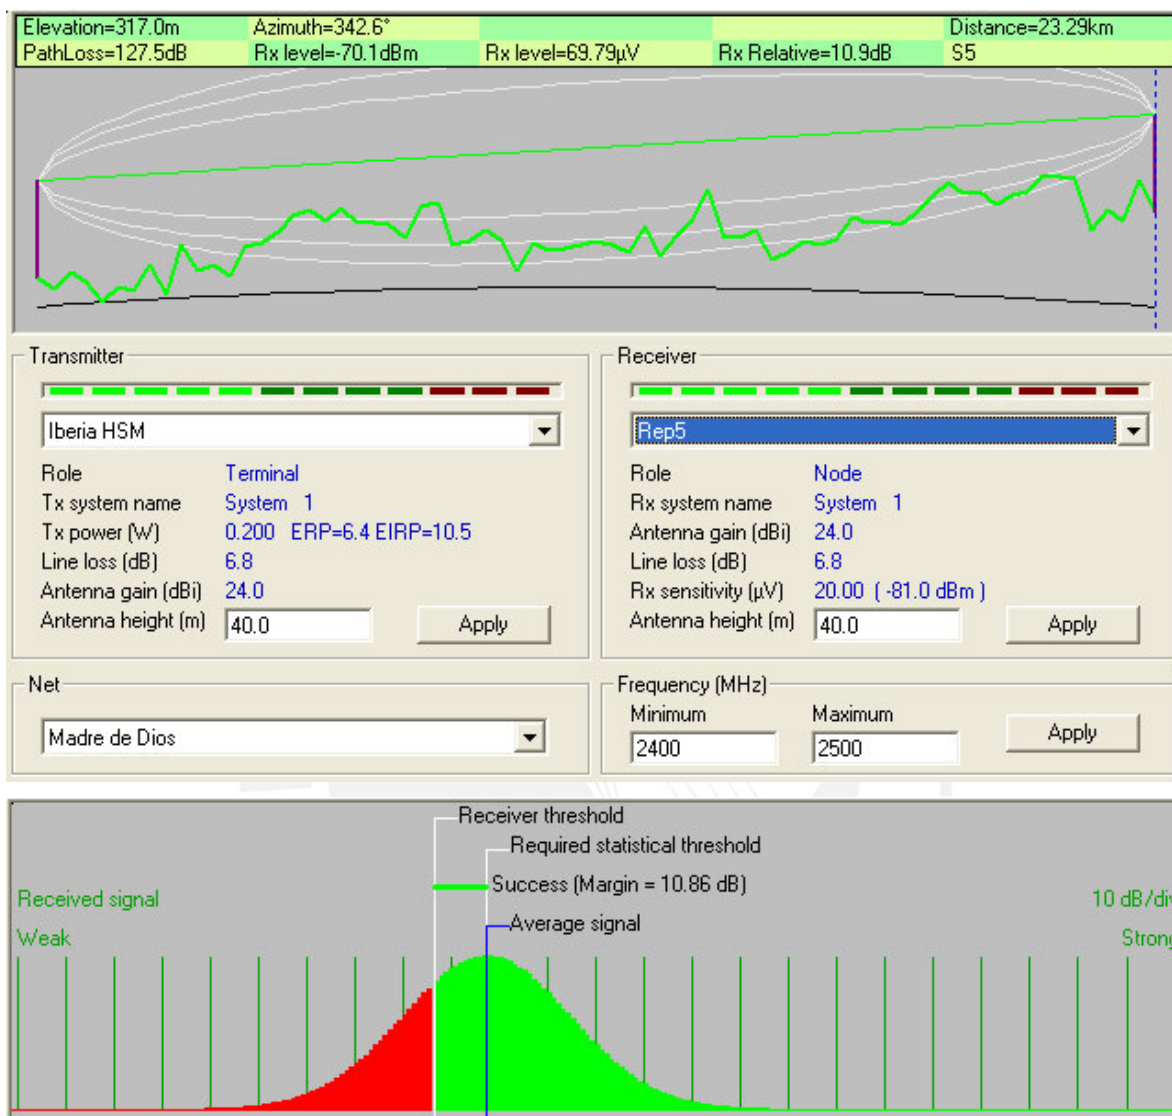 Elevation=317.0m Azimuth=342.6° Distance=23.29km
PathLoss=127.5dB Rx level=-70.1dBm Rx level=69.79µV Rx Relative=10.9dB S5
Transmitter
Iberia HSM
Role Terminal
Tx system name System 1
Tx power (W) 0.200 ERP=6.4 EIRP=10.5
Line loss (dB) 6.8
Antenna gain (dBi) 24.0
Antenna height (m) 40.0 Apply
Receiver
Rep5
Role Node
Rx system name System 1
Antenna gain (dBi) 24.0
Line loss (dB) 6.8
Rx sensitivity (µV) 20.00 ( -81.0 dBm )
Antenna height (m) 40.0 Apply
Net
Madre de Dios
Frequency (MHz)
Minimum Maximum
2400 2500 Apply
Receiver threshold
Required statistical threshold
Success (Margin = 10.86 dB)
Received signal 10 dB/div
Average signal
Weak Strong